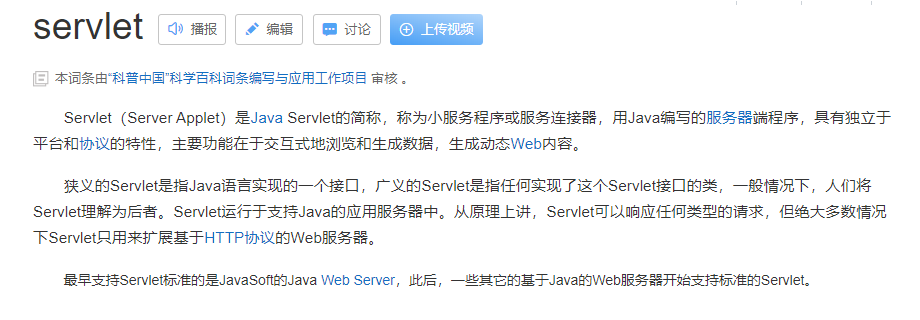 servlet 播报 编辑 讨论 上传视频
本词条由“科普中国”科学百科词条编写与应用工作项目 审核 。
Servlet（Server Applet）是Java Servlet的简称，称为小服务程序或服务连接器，用Java编写的服务器端程序，具有独立于
平台和协议的特性，主要功能在于交互式地浏览和生成数据，生成动态Web内容。
狭义的Servlet是指Java语言实现的一个接口，广义的Servlet是指任何实现了这个Servlet接口的类，一般情况下，人们将
Servlet理解为后者。Servlet运行于支持Java的应用服务器中。从原理上讲，Servlet可以响应任何类型的请求，但绝大多数情况
下Servlet只用来扩展基于HTTP协议的Web服务器。
最早支持Servlet标准的是JavaSoft的Java Web Server，此后，一些其它的基于Java的Web服务器开始支持标准的Servlet。